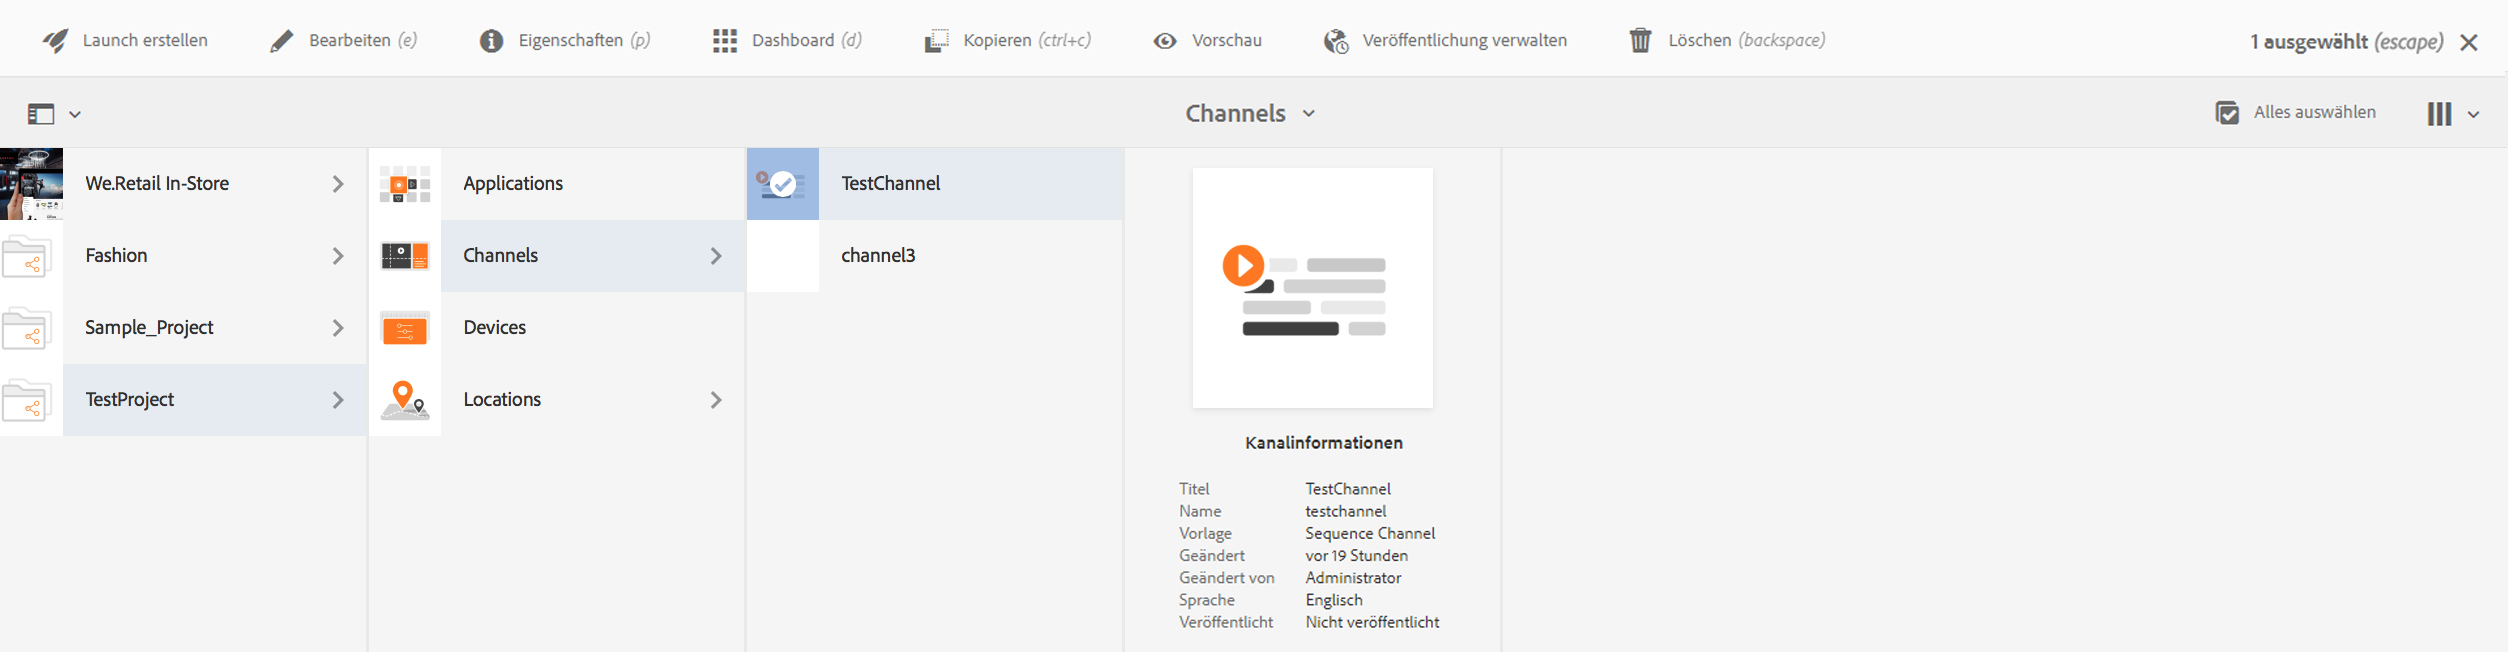 Launch erstellen
Bearbeiten (e)
Eigenschaften (p)
Dashboard (d)
Kopieren (ctrl+c)
Vorschau
Veröffentlichung verwalten
Löschen (backspace)
1 ausgewählt (escape)
Channels
Alles auswählen
We.Retail In-Store
Fashion
Sample_Project
TestProject
Applications
Channels
Devices
Locations
TestChannel
channel3
Kanalinformationen
Titel TestChannel
Name testchannel
Vorlage Sequence Channel
Geändert vor 19 Stunden
Geändert von Administrator
Sprache Englisch
Veröffentlicht Nicht veröffentlicht